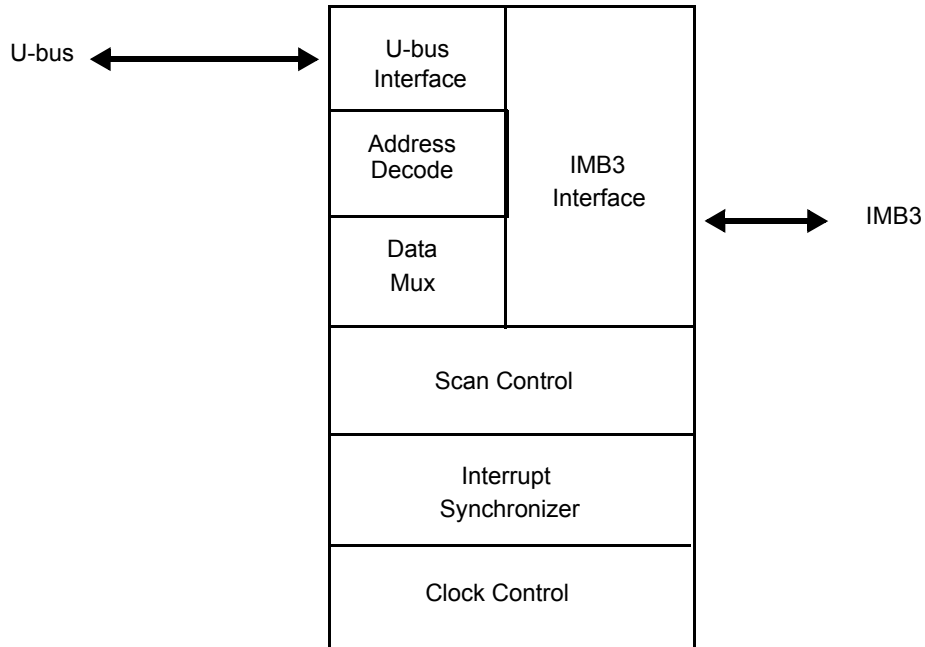 U-bus
U-bus
Interface
Address
Decode
IMB3
Interface
IMB3
Data
Mux
Scan Control
Interrupt
Synchronizer
Clock Control